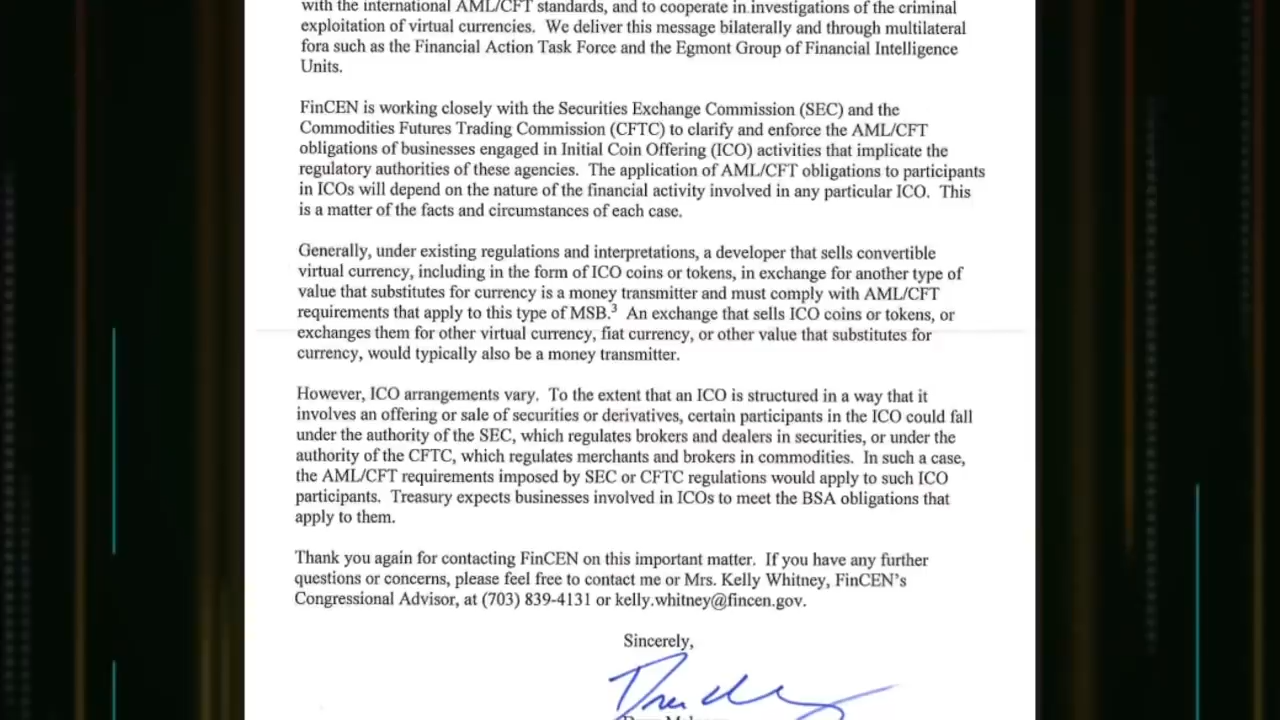 with the international AML/CFT standards, and to cooperate in investigations of the criminal
exploitation of virtual currencies. We deliver this message bilaterally and through multilateral
fora such as the Financial Action Task Force and the Egmont Group of Financial Intelligence
Units.
FinCEN is working closely with the Securities Exchange Commission (SEC) and the
Commodities Futures Trading Commission (CFTC) to clarify and enforce the AML/CFT
obligations of businesses engaged in Initial Coin Offering (ICO) activities that implicate the
regulatory authorities of these agencies. The application of AML/CFT obligations to participants
in ICOs will depend on the nature of the financial activity involved in any particular ICO. This
is a matter of the facts and circumstances of each case.
Generally, under existing regulations and interpretations, a developer that sells convertible
virtual currency, including in the form of ICO coins or tokens, in exchange for another type of
value that substitutes for currency is a money transmitter and must comply with AML/CFT
requirements that apply to this type of MSB.³ An exchange that sells ICO coins or tokens, or
exchanges them for other virtual currency, fiat currency, or other value that substitutes for
currency, would typically also be a money transmitter.
However, ICO arrangements vary. To the extent that an ICO is structured in a way that it
involves an offering or sale of securities or derivatives, certain participants in the ICO could fall
under the authority of the SEC, which regulates brokers and dealers in securities, or under the
authority of the CFTC, which regulates merchants and brokers in commodities. In such a case,
the AML/CFT requirements imposed by SEC or CFTC regulations would apply to such ICO
participants. Treasury expects businesses involved in ICOs to meet the BSA obligations that
apply to them.
Thank you again for contacting FinCEN on this important matter. If you have any further
questions or concerns, please feel free to contact me or Mrs. Kelly Whitney, FinCEN's
Congressional Advisor, at (703) 839-4131 or kelly.whitney@fincen.gov.
Sincerely,